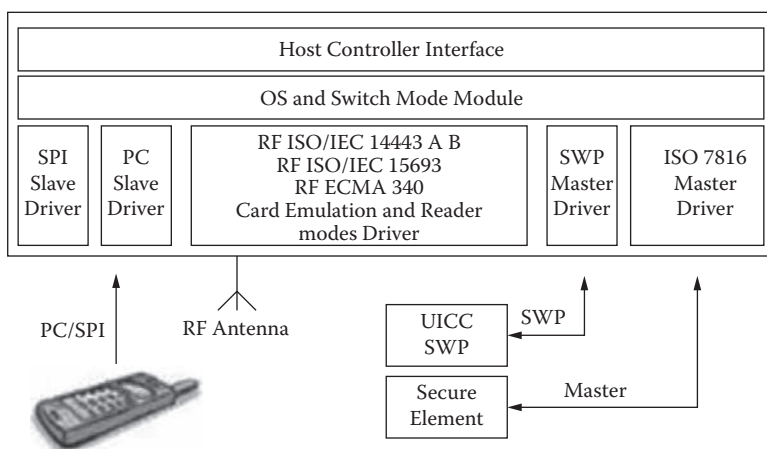 Host Controller Interface
OS and Switch Mode Module
SPI
Slave
Driver
PC
Slave
Driver
RF ISO/IEC 14443 A B
RF ISO/IEC 15693
RF ECMA 340
Card Emulation and Reader
modes Driver
SWP
Master
Driver
ISO 7816
Master
Driver
PC/SPI
RF Antenna
UICC
SWP
SWP
Secure
Element
Master